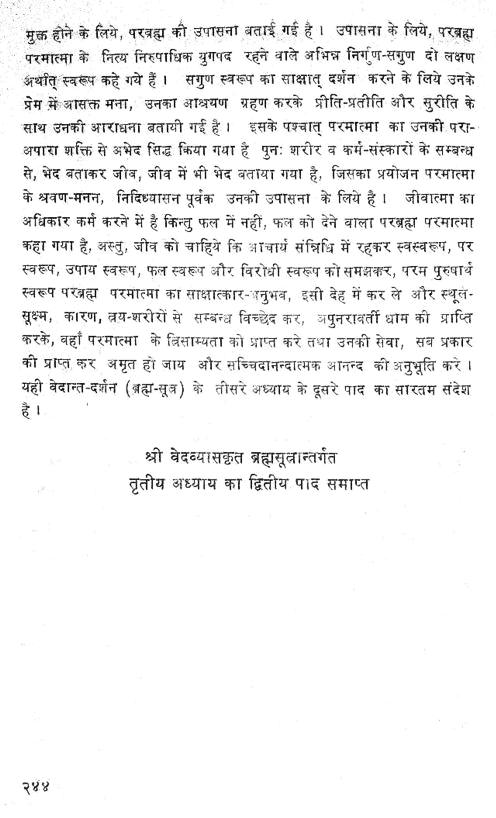 मुक्त होने के लिये, परब्रह्म की उपासना बताई गई है। उपासना के लिये, परब्रह्म
परमात्मा के नित्य निरुपाधिक युगपद रहने वाले अभिन्न निर्गुण-सगुण दो लक्षण
अर्थात् स्वरूप कहे गये हैं। सगुण स्वरूप का साक्षात् दर्शन करने के लिये उनके
प्रेम में आसक्त मना, उनका आश्रयण ग्रहण करके प्रीति-प्रतीति और सुरीति के
साथ उनकी आराधना बतायी गई है। इसके पश्चात् परमात्मा का उनकी परा-
अपारा शक्ति से अभेद सिद्ध किया गया है पुनः शरीर व कर्म-संस्कारों के सम्बन्ध
से, भेद बताकर जीव, जीव में भी भेद बताया गया है, जिसका प्रयोजन परमात्मा
के श्रवण-मनन, निदिध्यासन पूर्वक उनकी उपासना के लिये है। जीवात्मा का
अधिकार कर्म करने में है किन्तु फल में नहीं, फल को देने वाला परब्रह्म परमात्मा
कहा गया है, अस्तु, जीव को चाहिये कि आचार्य संन्निधि में रहकर स्वस्वरूप, पर
स्वरूप, उपाय स्वरूप, फल स्वरूप और विरोधी स्वरूप को समझकर, परम पुरुषार्थ
स्वरूप परब्रह्म परमात्मा का साक्षात्कार-अनुभव, इसी देह में कर ले और स्थूल-
सूक्ष्म, कारण, त्रय-शरीरों से सम्बन्ध विच्छेद कर, अपुनरावर्ती धाम की प्राप्ति
करके, वहाँ परमात्मा के त्रिसाम्यता को प्राप्त करे तथा उनकी सेवा, सब प्रकार
की प्राप्त कर अमृत हो जाय और सच्चिदानन्दात्मक आनन्द की अनुभूति करे।
यही वेदान्त-दर्शन (ब्रह्म-सूत्र) के तीसरे अध्याय के दूसरे पाद का सारतम संदेश
है।
श्री वेदव्यासकृत ब्रह्मसूत्रान्तर्गत
तृतीय अध्याय का द्वितीय पाद समाप्त
२४४